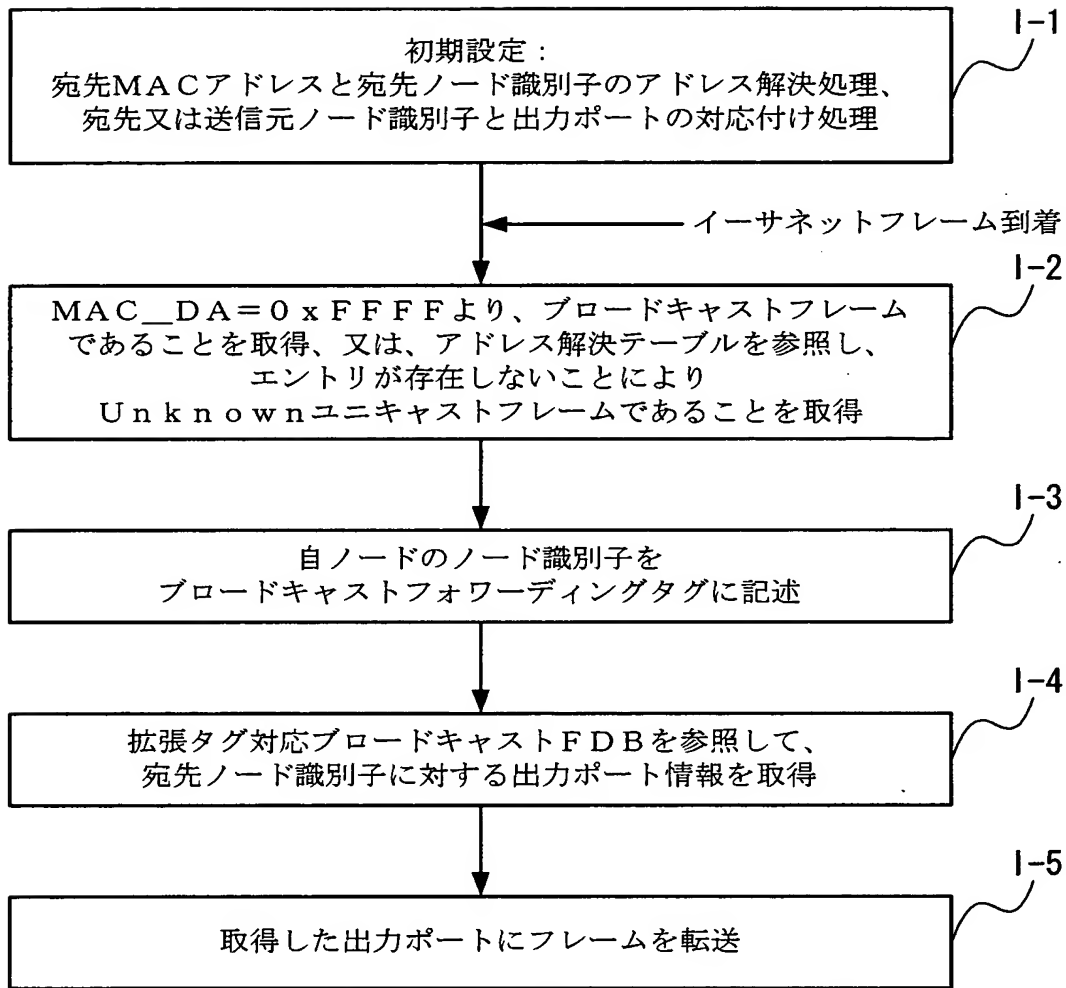 I-1
初期設定：
宛先ＭＡＣアドレスと宛先ノード識別子のアドレス解決処理、
宛先又は送信元ノード識別子と出力ポートの対応付け処理
イーサネットフレーム到着
I-2
ＭＡＣ＿ＤＡ＝０ｘＦＦＦＦより、ブロードキャストフレーム
であることを取得、又は、アドレス解決テーブルを参照し、
エントリが存在しないことにより
Ｕｎｋｎｏｗｎユニキャストフレームであることを取得
I-3
自ノードのノード識別子を
ブロードキャストフォワーディングタグに記述
I-4
拡張タグ対応ブロードキャストＦＤＢを参照して、
宛先ノード識別子に対する出力ポート情報を取得
I-5
取得した出力ポートにフレームを転送